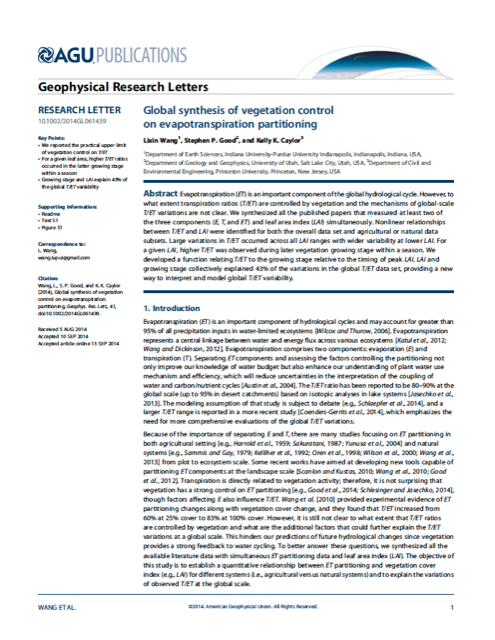 AGU PUBLICATIONS
Geophysical Research Letters
RESEARCH LETTER
10.1002/2014GL061439
Key Points:
• We reported the practical upper limit
of vegetation control on T/ET
• For a given leaf area, higher T/ET ratios
occurred in the latter growing stage
within a season
• Growing stage and LAI explain 43% of
the global T/ET variability
Supporting Information:
• Readme
• Text S1
• Figure S1
Correspondence to:
L. Wang,
wang.iupui@gmail.com
Citation:
Wang, L., S. P. Good, and K. K. Caylor
(2014), Global synthesis of vegetation
control on evapotranspiration
partitioning, Geophys. Res. Lett., 41,
doi:10.1002/2014GL061439.
Received 5 AUG 2014
Accepted 10 SEP 2014
Accepted article online 13 SEP 2014
Global synthesis of vegetation control
on evapotranspiration partitioning
Lixin Wang1, Stephen P. Good2, and Kelly K. Caylor3
1Department of Earth Sciences, Indiana University-Purdue University Indianapolis, Indianapolis, Indiana, USA,
2Department of Geology and Geophysics, University of Utah, Salt Lake City, Utah, USA, 3Department of Civil and
Environmental Engineering, Princeton University, Princeton, New Jersey, USA
Abstract Evapotranspiration (ET) is an important component of the global hydrological cycle. However, to
what extent transpiration ratios (T/ET) are controlled by vegetation and the mechanisms of global-scale
T/ET variations are not clear. We synthesized all the published papers that measured at least two of
the three components (E, T, and ET) and leaf area index (LAI) simultaneously. Nonlinear relationships
between T/ET and LAI were identified for both the overall data set and agricultural or natural data
subsets. Large variations in T/ET occurred across all LAI ranges with wider variability at lower LAI. For
a given LAI, higher T/ET was observed during later vegetation growing stage within a season. We
developed a function relating T/ET to the growing stage relative to the timing of peak LAI. LAI and
growing stage collectively explained 43% of the variations in the global T/ET data set, providing a new
way to interpret and model global T/ET variability.
1. Introduction
Evapotranspiration (ET) is an important component of hydrological cycles and may account for greater than
95% of all precipitation inputs in water-limited ecosystems [Wilcox and Thurow, 2006]. Evapotranspiration
represents a central linkage between water and energy flux across various ecosystems [Katul et al., 2012;
Wang and Dickinson, 2012]. Evapotranspiration comprises two components: evaporation (E) and
transpiration (T). Separating ET components and assessing the factors controlling the partitioning not
only improve our knowledge of water budget but also enhance our understanding of plant water use
mechanism and efficiency, which will reduce uncertainties in the interpretation of the coupling of
water and carbon/nutrient cycles [Austin et al., 2004]. The T/ET ratio has been reported to be 80–90% at the
global scale (up to 95% in desert catchments) based on isotopic analyses in lake systems [Jasechko et al.,
2013]. The modeling assumption of that study is subject to debate [e.g., Schlaepfer et al., 2014], and a
larger T/ET range is reported in a more recent study [Coenders-Gerrits et al., 2014], which emphasizes the
need for more comprehensive evaluations of the global T/ET variations.
Because of the importance of separating E and T, there are many studies focusing on ET partitioning in
both agricultural setting [e.g., Harrold et al., 1959; Sakuratani, 1987; Yunusa et al., 2004] and natural
systems [e.g., Sammis and Gay, 1979; Kelliher et al., 1992; Oren et al., 1998; Wilson et al., 2000; Wang et al.,
2013] from plot to ecosystem scale. Some recent works have aimed at developing new tools capable of
partitioning ET components at the landscape scale [Scanlon and Kustas, 2010; Wang et al., 2010; Good
et al., 2012]. Transpiration is directly related to vegetation activity; therefore, it is not surprising that
vegetation has a strong control on ET partitioning [e.g., Good et al., 2014; Schlesinger and Jasechko, 2014],
though factors affecting E also influence T/ET. Wang et al. [2010] provided experimental evidence of ET
partitioning changes along with vegetation cover change, and they found that T/ET increased from
60% at 25% cover to 83% at 100% cover. However, it is still not clear to what extent that T/ET ratios
are controlled by vegetation and what are the additional factors that could further explain the T/ET
variations at a global scale. This hinders our predictions of future hydrological changes since vegetation
provides a strong feedback to water cycling. To better answer these questions, we synthesized all the
available literature data with simultaneous ET partitioning data and leaf area index (LAI). The objective of
this study is to establish a quantitative relationship between ET partitioning and vegetation cover
index (e.g., LAI) for different systems (i.e., agricultural versus natural systems) and to explain the variations
of observed T/ET at the global scale.
WANG ET AL.
©2014. American Geophysical Union. All Rights Reserved.
1